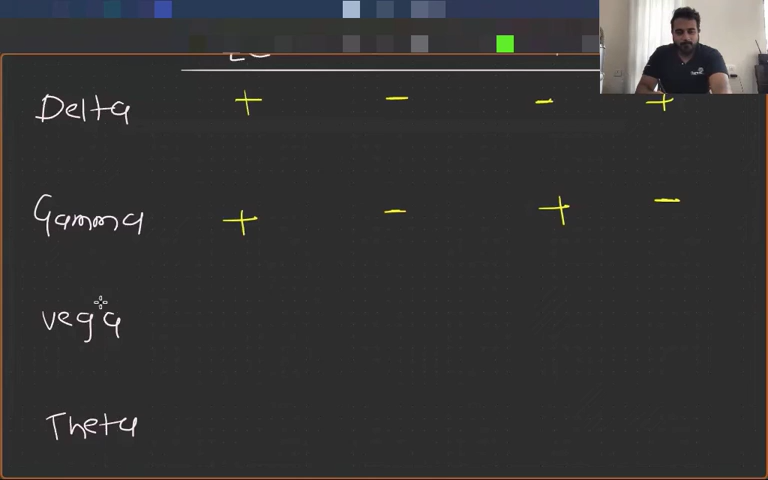 Delta + - - +
Gamma + - + -
vega
Theta